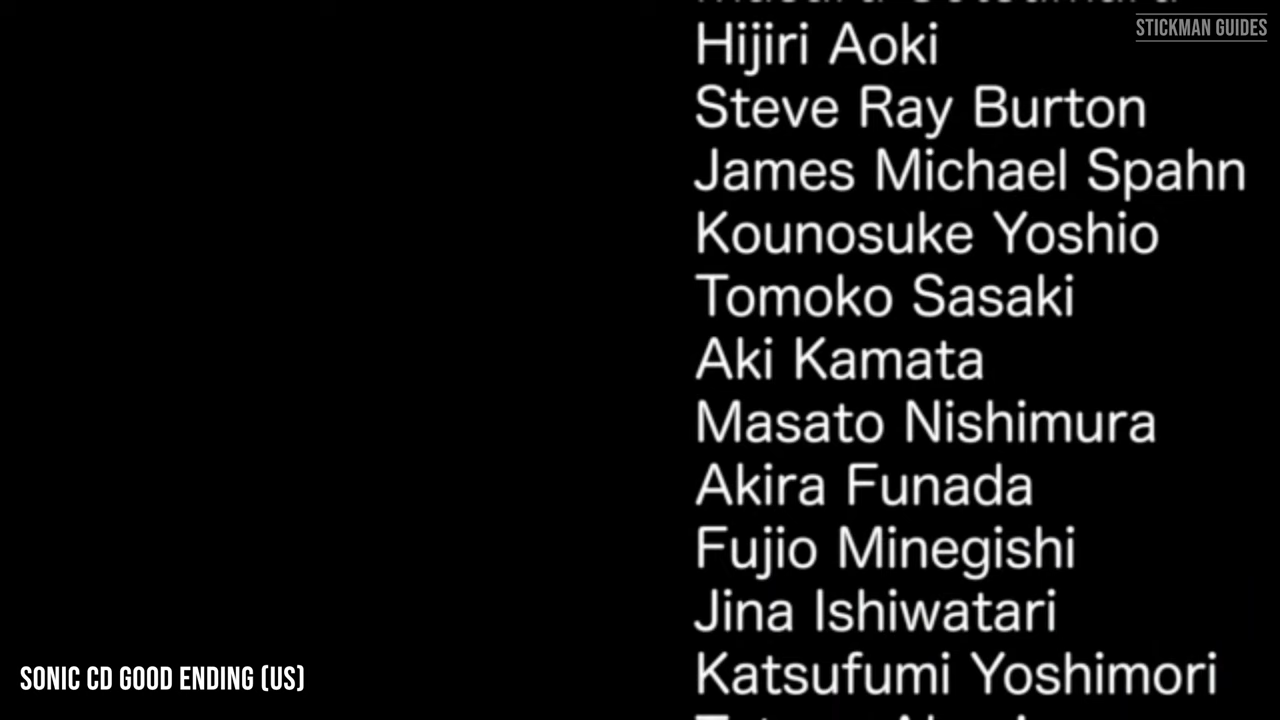 STICKMAN GUIDES
Hijiri Aoki
Steve Ray Burton
James Michael Spahn
Kounosuke Yoshio
Tomoko Sasaki
Aki Kamata
Masato Nishimura
Akira Funada
Fujio Minegishi
Jina Ishiwatari
Katsufumi Yoshimori
SONIC CD GOOD ENDING (US)